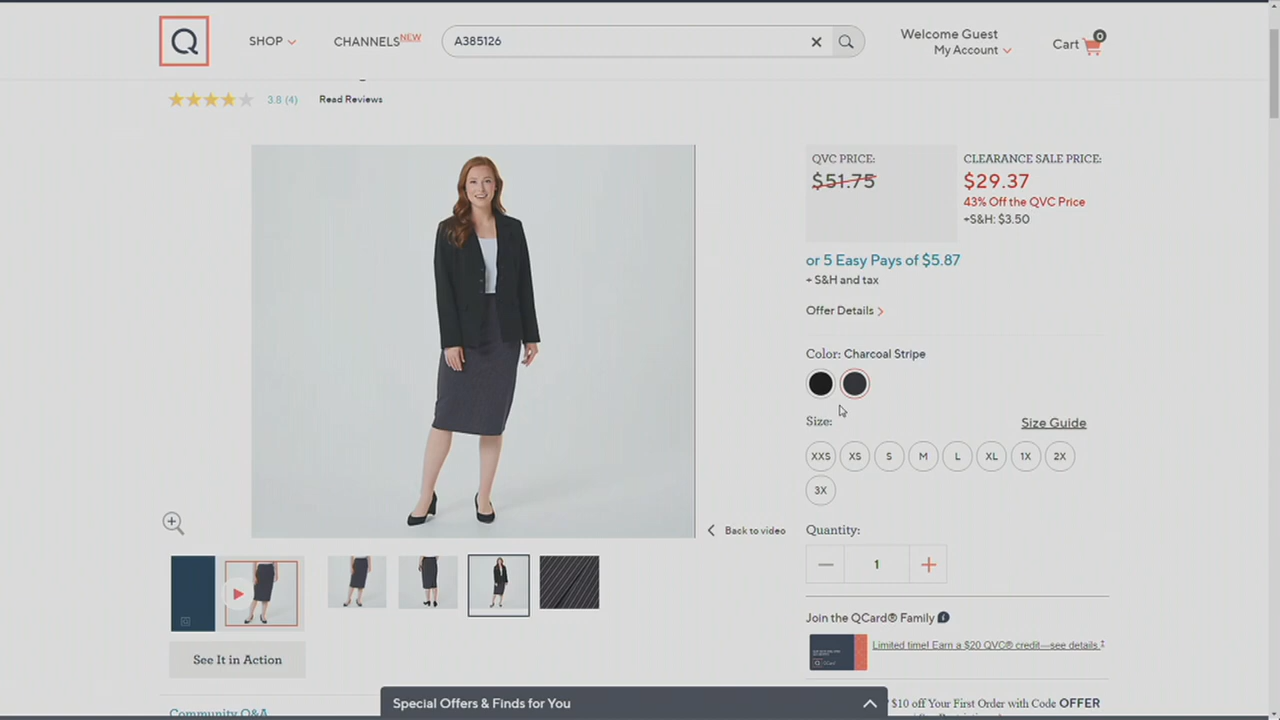 Q
SHOP
CHANNELS NEW
A385126
Welcome Guest
My Account
Cart 0
3.8 (4)
Read Reviews
QVC PRICE:
$51.75
CLEARANCE SALE PRICE:
$29.37
43% Off the QVC Price
+S&H: $3.50
or 5 Easy Pays of $5.87
+ S&H and tax
Offer Details
Color: Charcoal Stripe
Size:
Size Guide
XXS XS S M L XL 1X 2X
3X
Back to video
Quantity:
1
Join the QCard® Family
Limited time! Earn a $20 QVC® credit—see details.‡
See It in Action
Special Offers & Finds for You
$10 off Your First Order with Code OFFER
Community Q&A